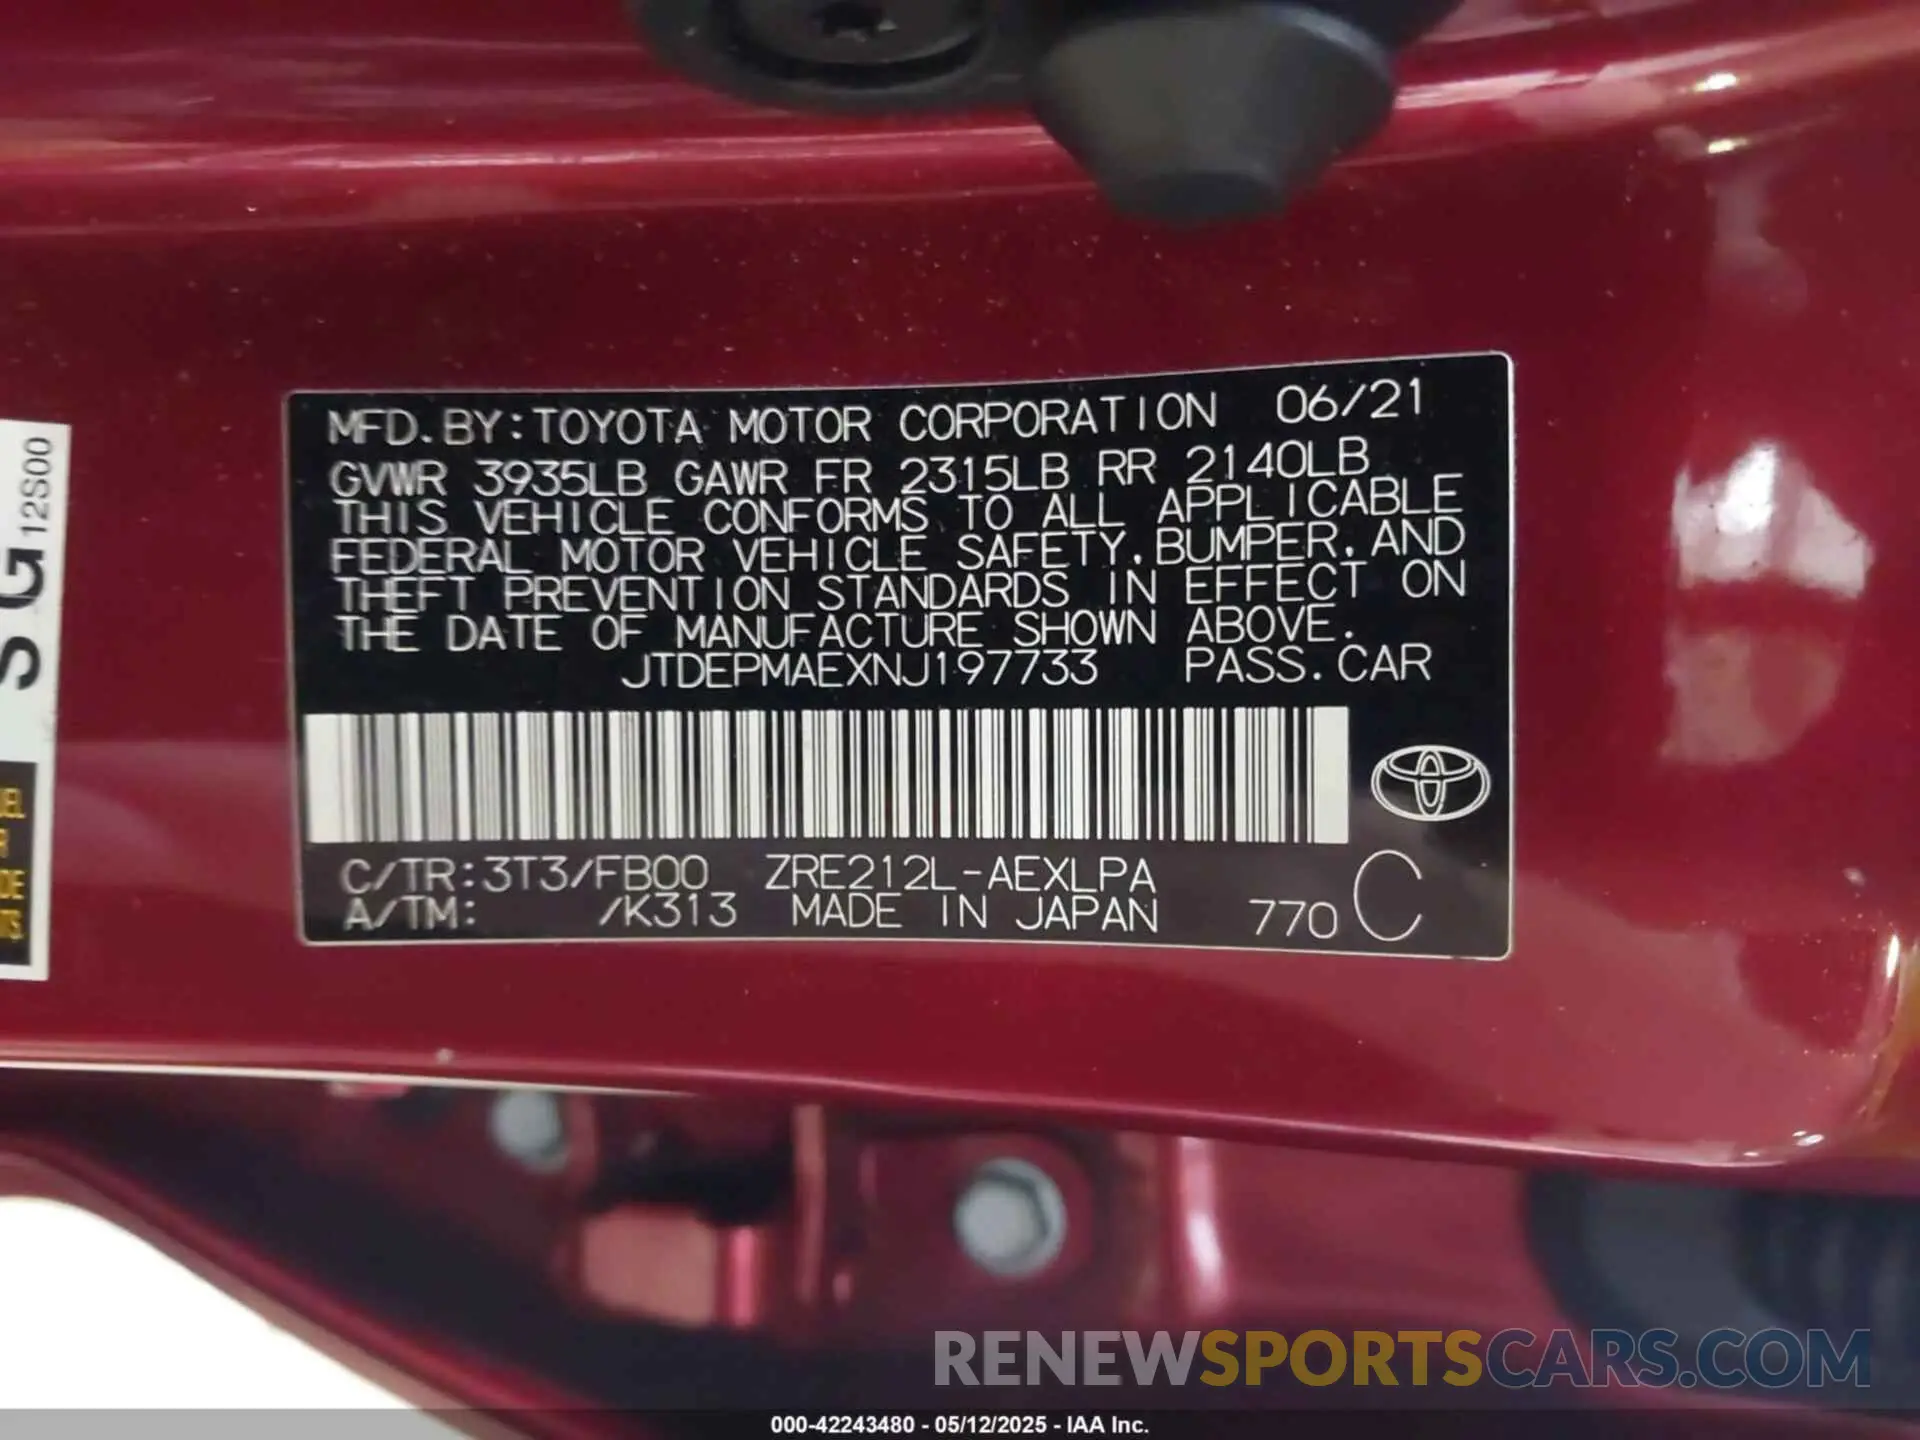 MFD.BY:TOYOTA MOTOR CORPORATION 06/21
GVWR 3935LB GAWR FR 2315LB RR 2140LB
THIS VEHICLE CONFORMS TO ALL APPLICABLE
FEDERAL MOTOR VEHICLE SAFETY, BUMPER, AND
THEFT PREVENTION STANDARDS IN EFFECT ON
THE DATE OF MANUFACTURE SHOWN ABOVE.
JTDEPMAEXNJ197733 PASS.CAR
C/TR:3T3/FB00 ZRE212L-AEXLPA
A/TM: /K313 MADE IN JAPAN 770 C
S G 12S00
RENEWSPORTSCARS.COM
000-42243480 - 05/12/2025 - IAA Inc.